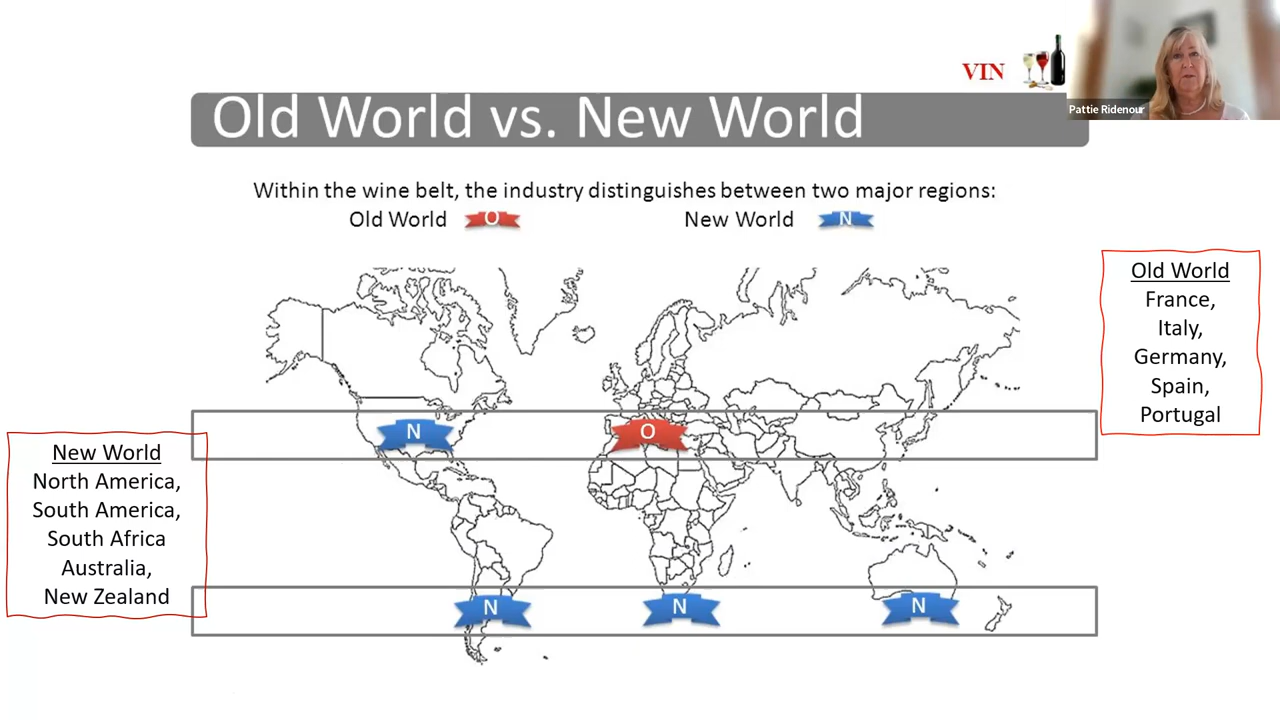 VIN
Pattie Ridenour
Old World vs. New World
Within the wine belt, the industry distinguishes between two major regions:
Old World O New World N
Old World
France,
Italy,
Germany,
Spain,
Portugal
N O
New World
North America,
South America,
South Africa
Australia,
New Zealand
N N N